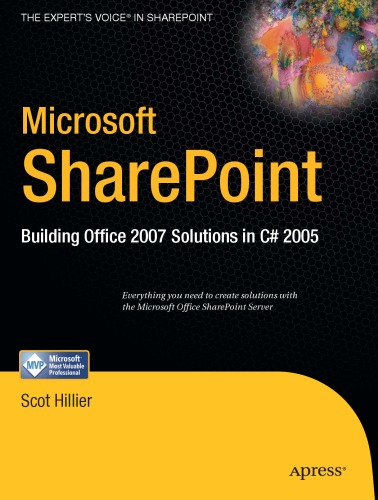 THE EXPERT'S VOICE® IN SHAREPOINT
Microsoft
SharePoint
Building Office 2007 Solutions in C# 2005
Everything you need to create solutions with
the Microsoft Office SharePoint Server
MVP
Microsoft
Most Valuable
Professional
Scot Hillier
Apress®